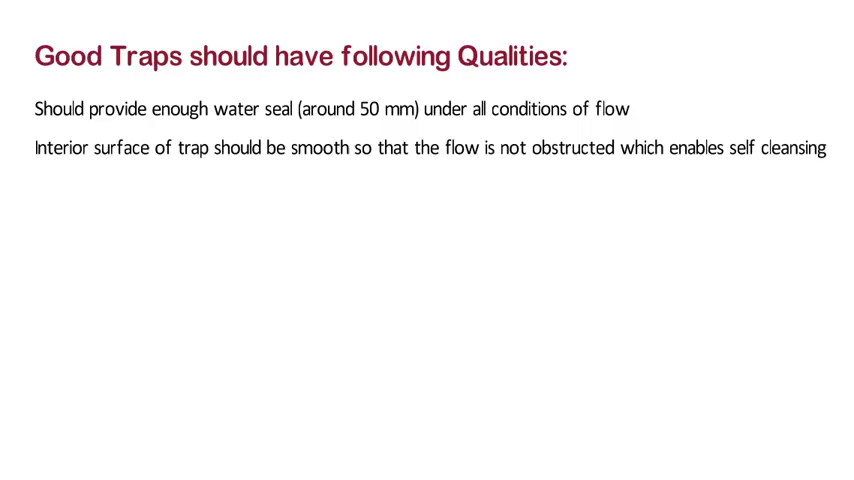 Good Traps should have following Qualities:
Should provide enough water seal (around 50 mm) under all conditions of flow
Interior surface of trap should be smooth so that the flow is not obstructed which enables self cleansing